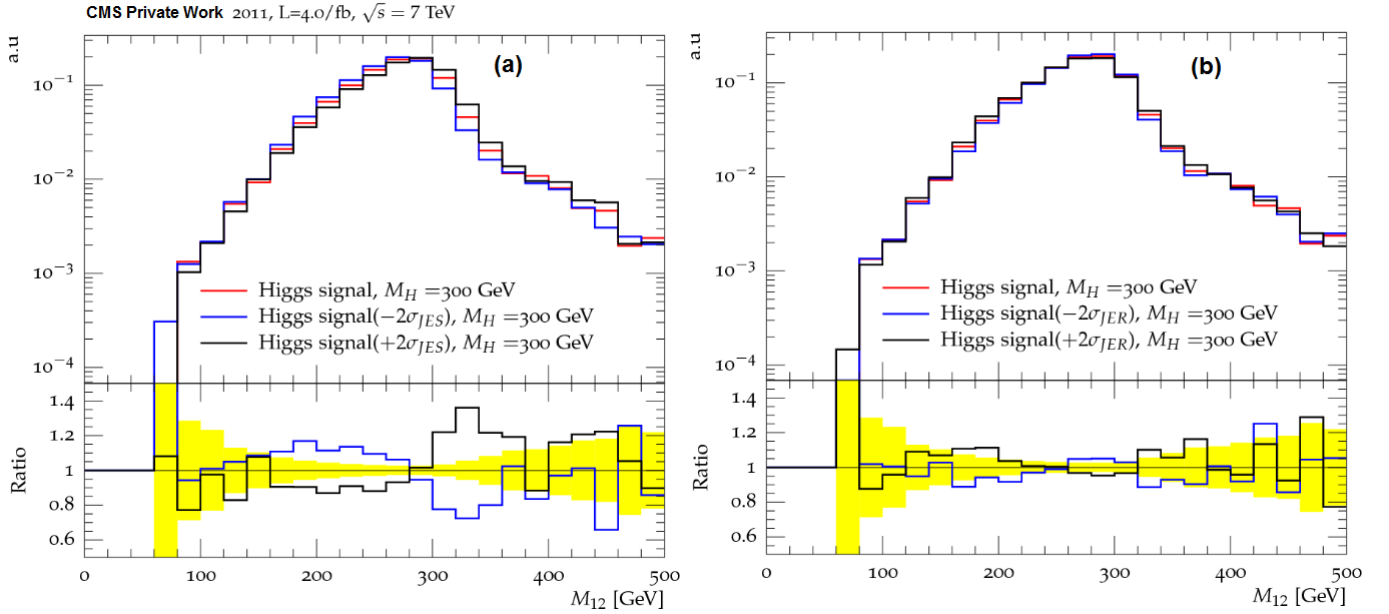 CMS Private Work 2011, L=4.0/fb, √s = 7 TeV
a.u
(a)
10⁻¹
10⁻²
10⁻³
10⁻⁴
Higgs signal, M_H =300 GeV
Higgs signal(−2σ_JES), M_H =300 GeV
Higgs signal(+2σ_JES), M_H =300 GeV
Ratio
1.4
1.2
1
0.8
0.6
0 100 200 300 400 500
M₁₂ [GeV]
a.u
(b)
10⁻¹
10⁻²
10⁻³
10⁻⁴
Higgs signal, M_H =300 GeV
Higgs signal(−2σ_JER), M_H =300 GeV
Higgs signal(+2σ_JER), M_H =300 GeV
Ratio
1.4
1.2
1
0.8
0.6
0 100 200 300 400 500
M₁₂ [GeV]